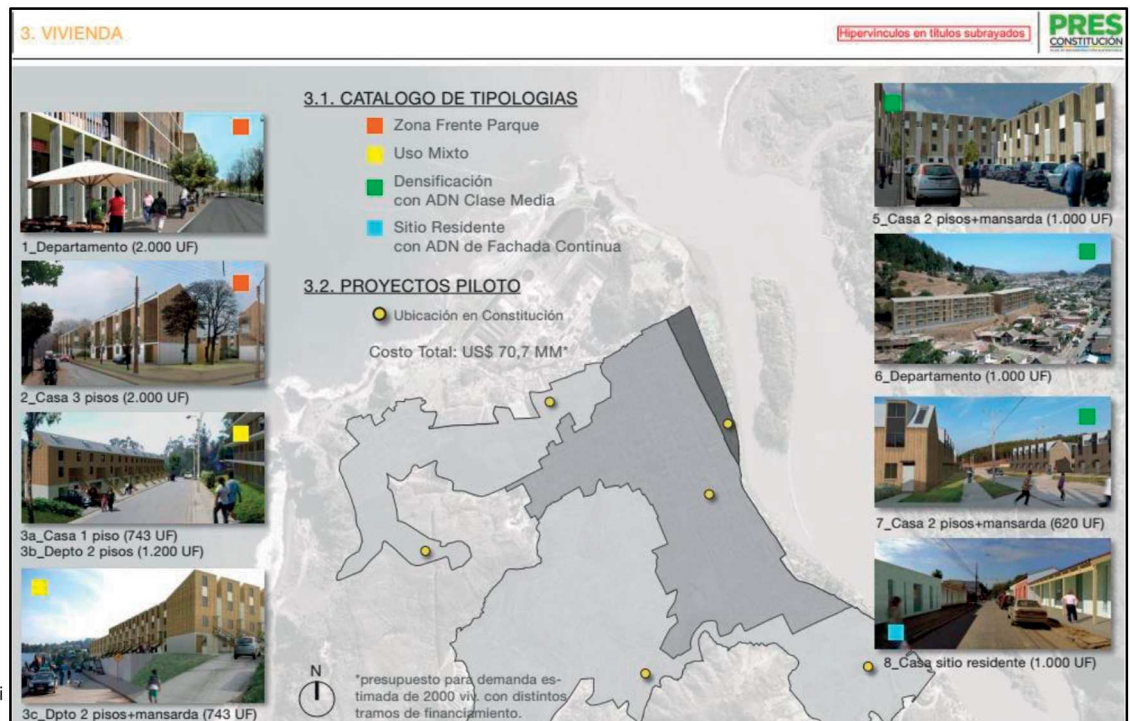 3. VIVIENDA
Hipervínculos en títulos subrayados
PRES
CONSTITUCIÓN
1_Departamento (2.000 UF)
2_Casa 3 pisos (2.000 UF)
3a_Casa 1 piso (743 UF)
3b_Depto 2 pisos (1.200 UF)
3c_Dpto 2 pisos+mansarda (743 UF)
3.1. CATALOGO DE TIPOLOGIAS
Zona Frente Parque
Uso Mixto
Densificación
con ADN Clase Media
Sitio Residente
con ADN de Fachada Continua
3.2. PROYECTOS PILOTO
Ubicación en Constitución
Costo Total: US$ 70,7 MM*
N
*presupuesto para demanda es-
timada de 2000 viv. con distintos
tramos de financiamiento.
5_Casa 2 pisos+mansarda (1.000 UF)
6_Departamento (1.000 UF)
7_Casa 2 pisos+mansarda (620 UF)
8_Casa sitio residente (1.000 UF)
i